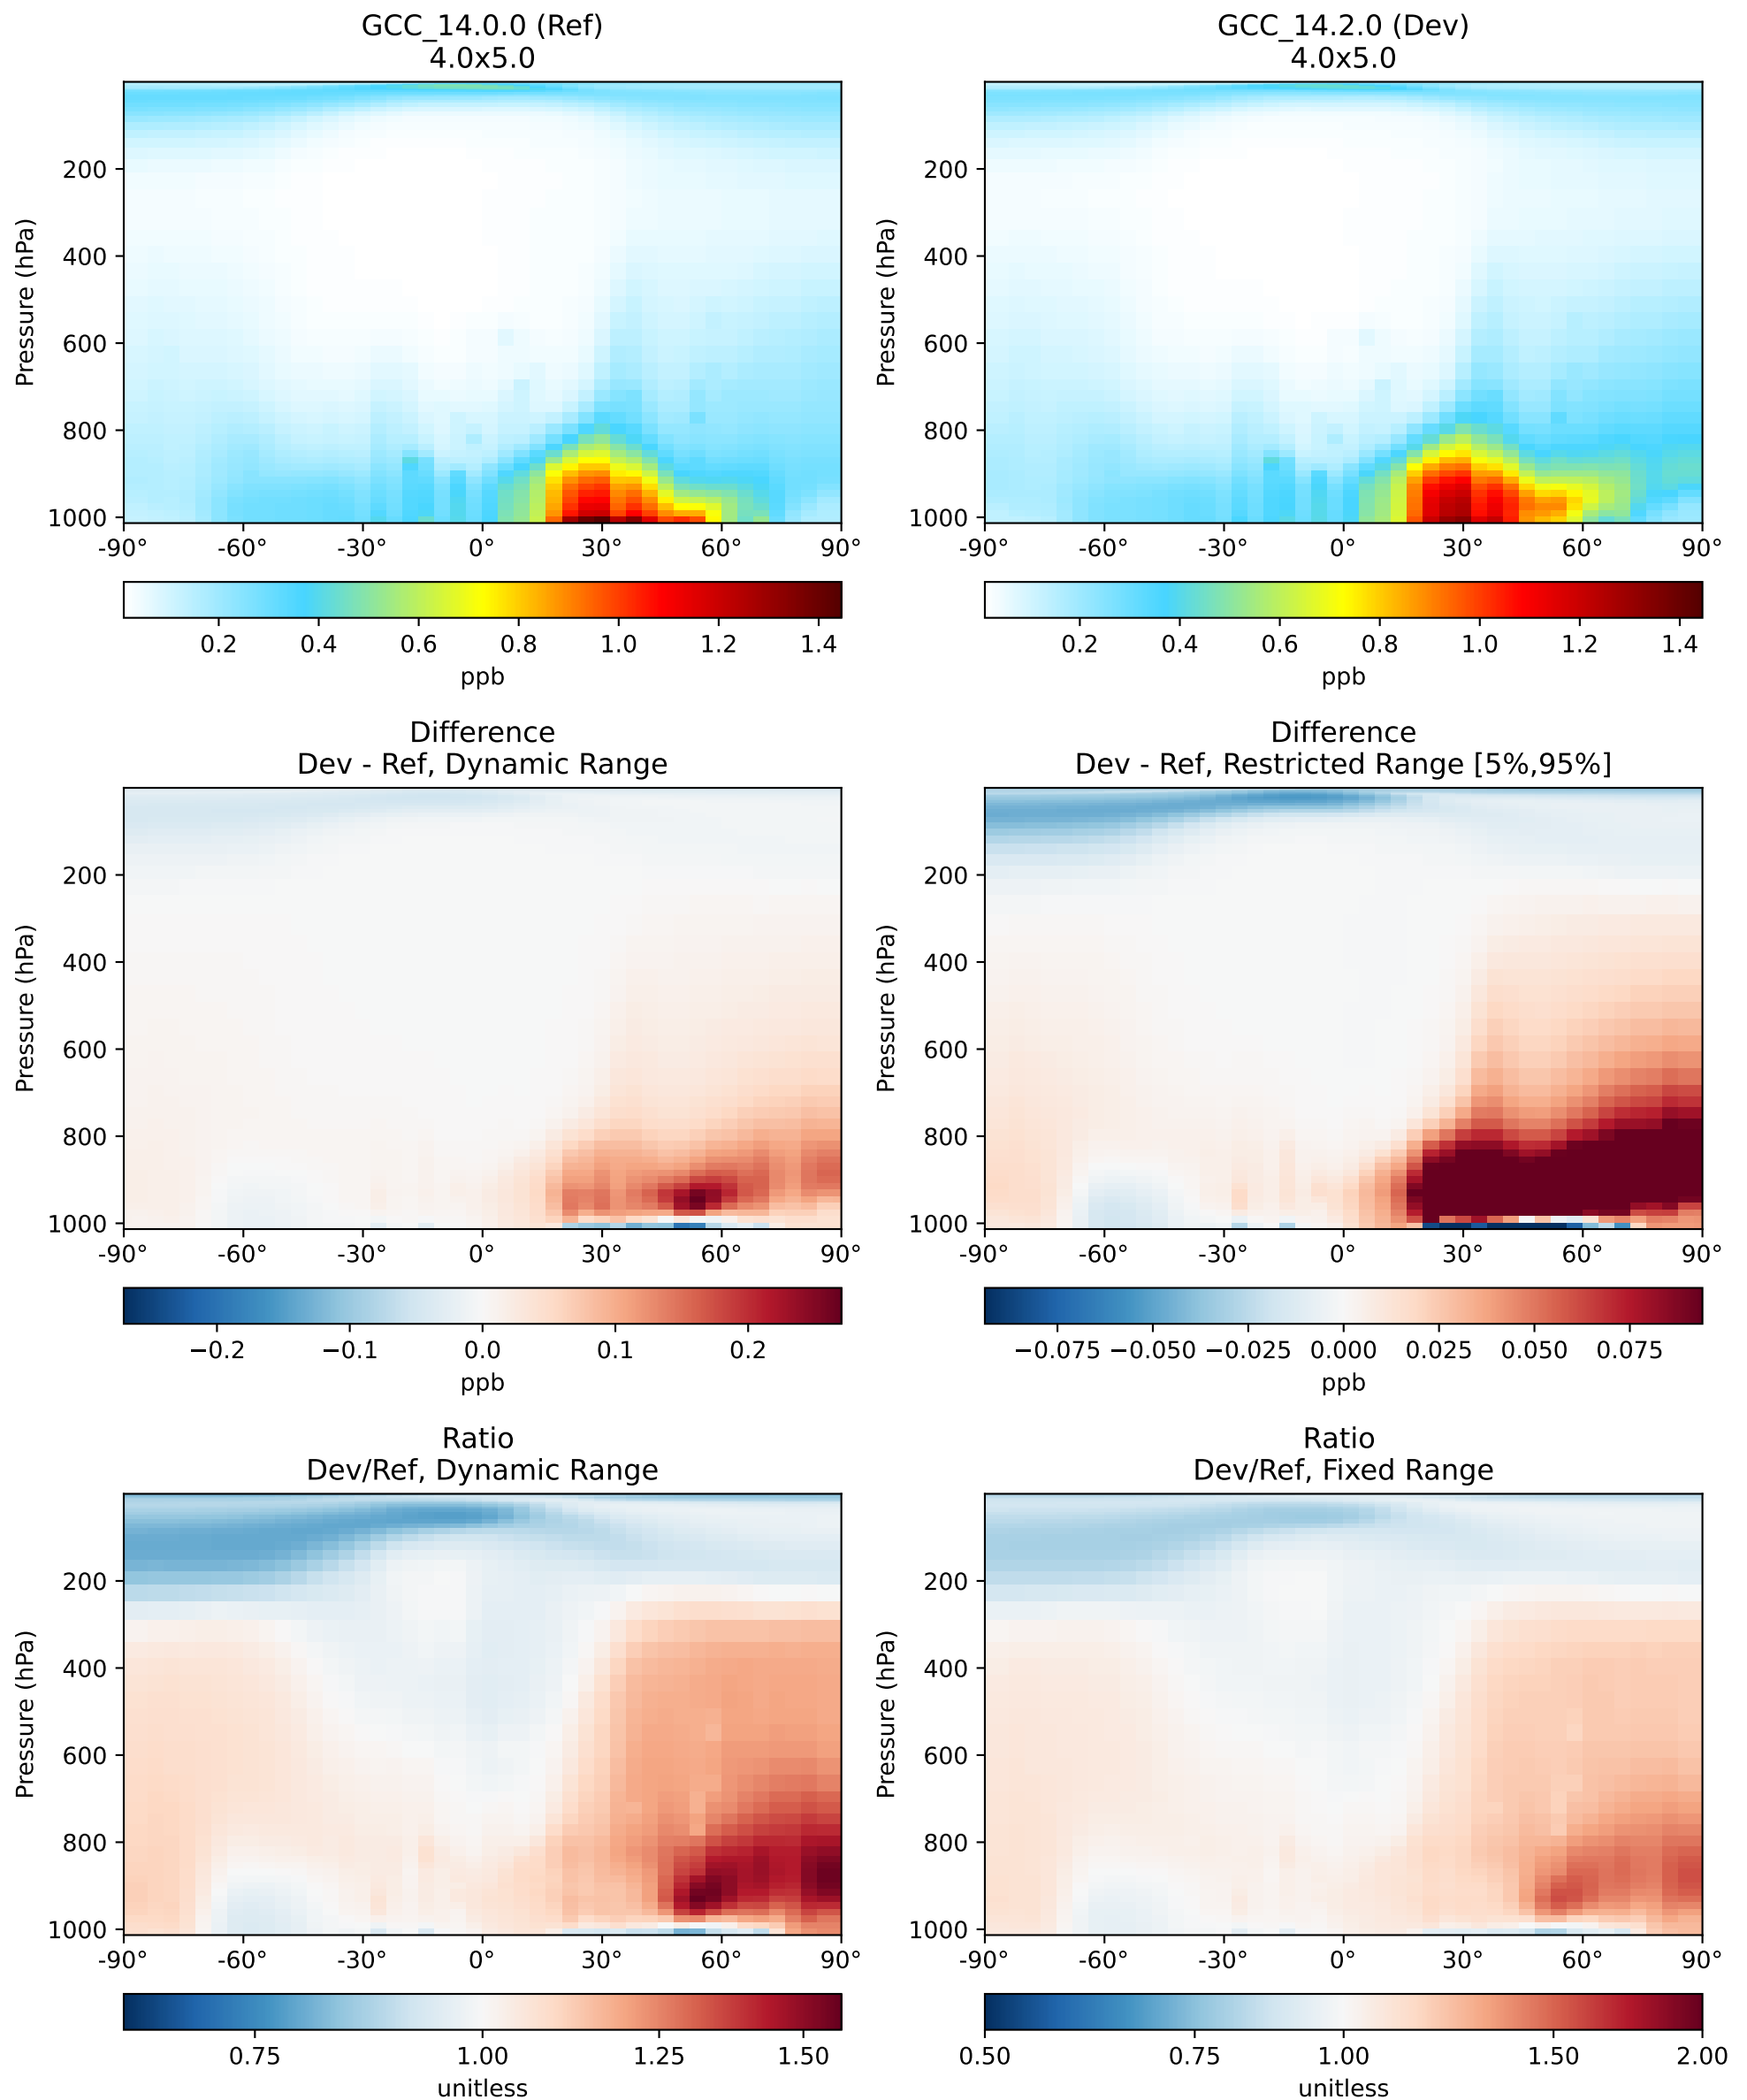 GCC_14.0.0 (Ref)
4.0x5.0
Pressure (hPa)
200
400
600
800
1000
-90° -60° -30° 0° 30° 60° 90°
0.2 0.4 0.6 0.8 1.0 1.2 1.4
ppb
GCC_14.2.0 (Dev)
4.0x5.0
Pressure (hPa)
200
400
600
800
1000
-90° -60° -30° 0° 30° 60° 90°
0.2 0.4 0.6 0.8 1.0 1.2 1.4
ppb
Difference
Dev - Ref, Dynamic Range
Pressure (hPa)
200
400
600
800
1000
-90° -60° -30° 0° 30° 60° 90°
−0.2 −0.1 0.0 0.1 0.2
ppb
Difference
Dev - Ref, Restricted Range [5%,95%]
Pressure (hPa)
200
400
600
800
1000
-90° -60° -30° 0° 30° 60° 90°
−0.075 −0.050 −0.025 0.000 0.025 0.050 0.075
ppb
Ratio
Dev/Ref, Dynamic Range
Pressure (hPa)
200
400
600
800
1000
-90° -60° -30° 0° 30° 60° 90°
0.75 1.00 1.25 1.50
unitless
Ratio
Dev/Ref, Fixed Range
Pressure (hPa)
200
400
600
800
1000
-90° -60° -30° 0° 30° 60° 90°
0.50 0.75 1.00 1.50 2.00
unitless